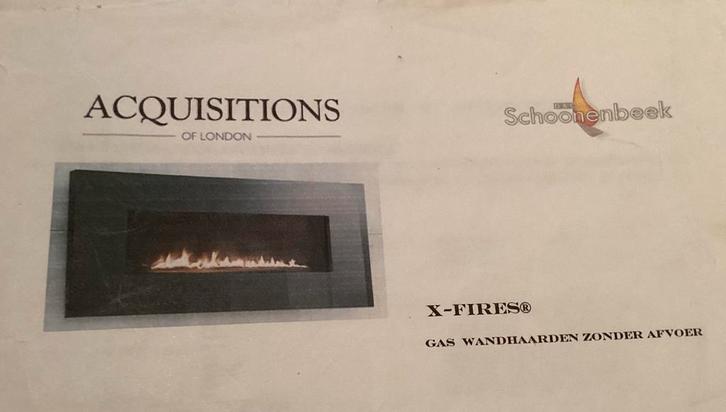 ACQUISITIONS
OF LONDON
Schoonenbeek
X-FIRES®
GAS WANDHAARDEN ZONDER AFVOER